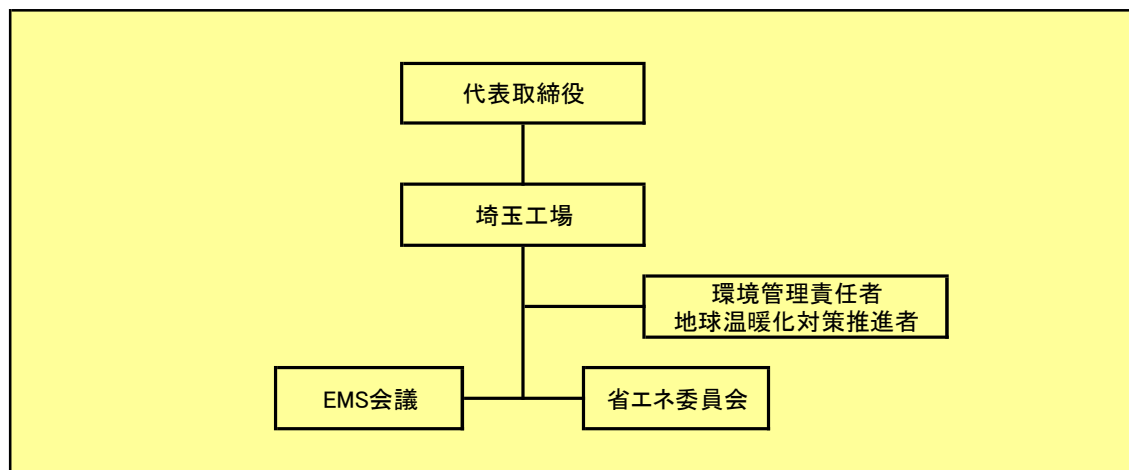 代表取締役
埼玉工場
環境管理責任者
地球温暖化対策推進者
EMS会議
省エネ委員会